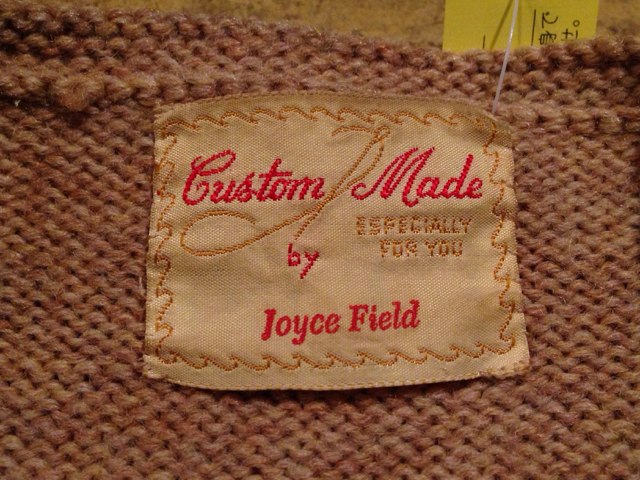 Custom Made
ESPECIALLY
FOR YOU
by
Joyce Field